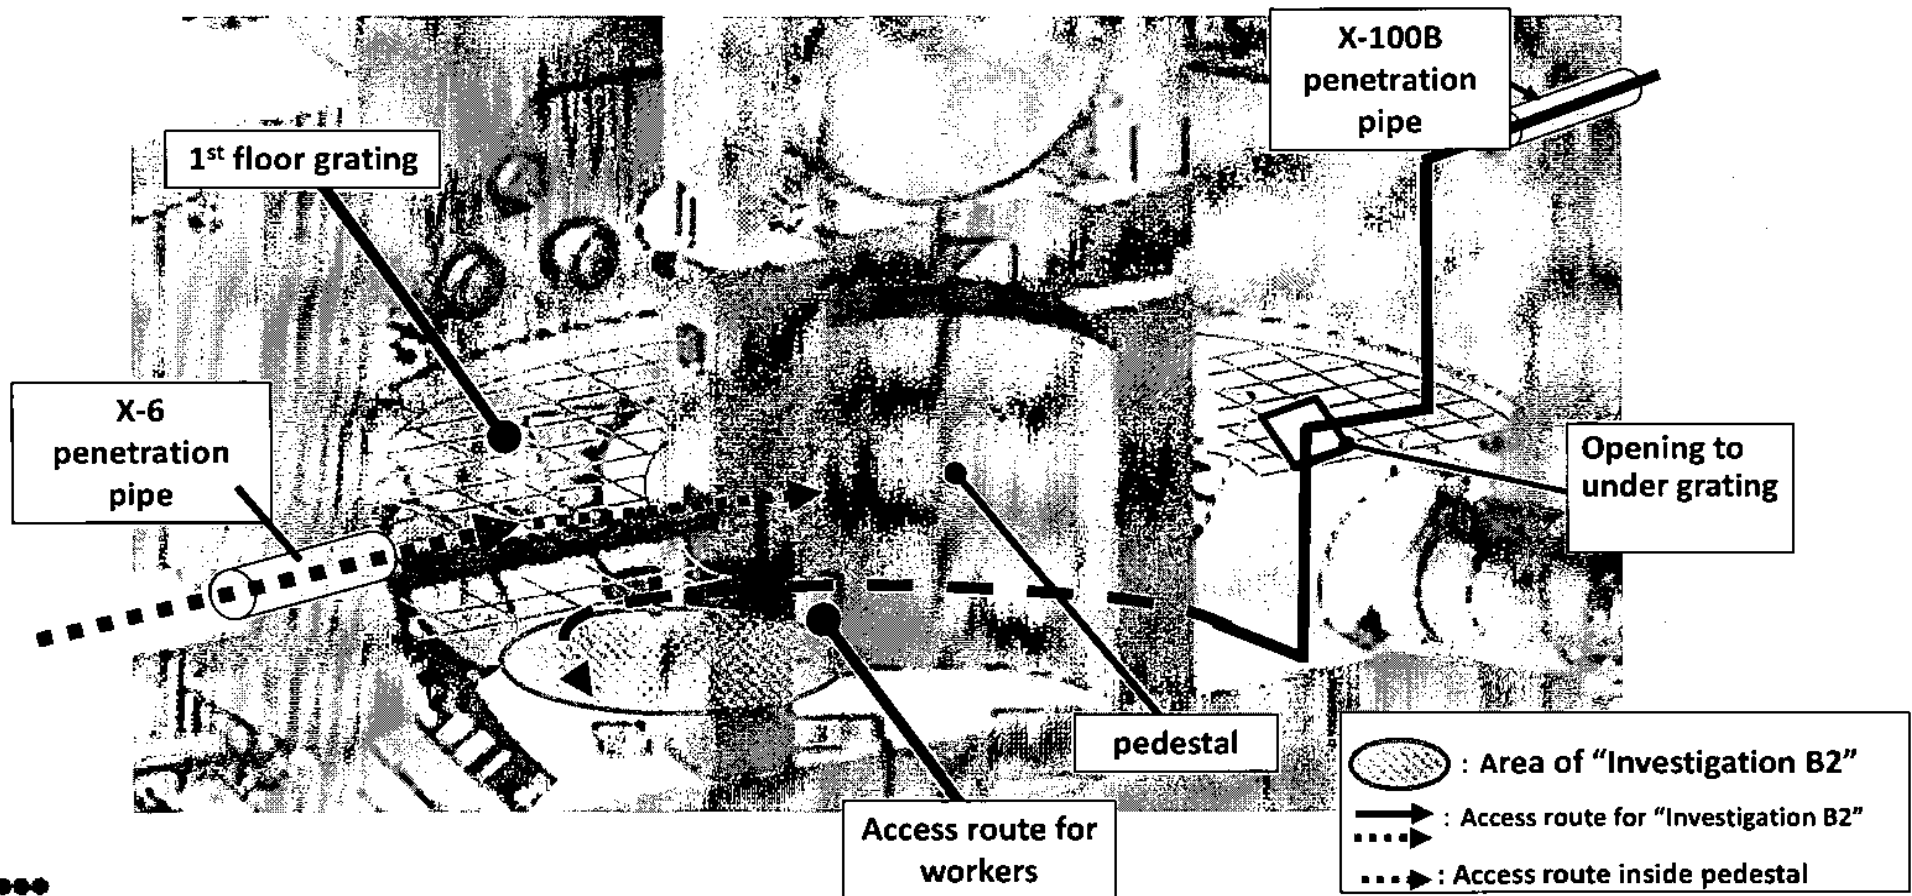 X-100B
penetration
pipe
1st floor grating
X-6
penetration
pipe
Opening to
under grating
pedestal
Access route for
workers
: Area of “Investigation B2”
: Access route for “Investigation B2”
: Access route inside pedestal